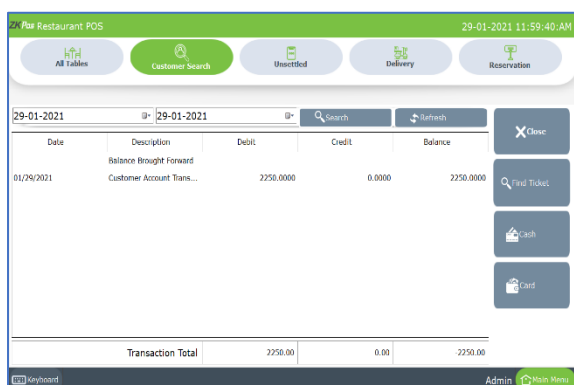 ZKPos Restaurant POS 29-01-2021 11:59:40:AM
All Tables Customer Search Unsettled Delivery Reservation
29-01-2021 29-01-2021 Search Refresh
Close
Date Description Debit Credit Balance
Balance Brought Forward
01/29/2021 Customer Account Trans... 2250.0000 0.0000 2250.0000
Find Ticket
Cash
Card
Transaction Total 2250.00 0.00 -2250.00
Keyboard Admin Main Menu